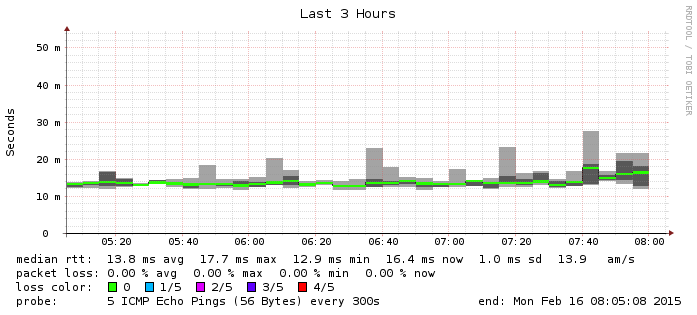 Last 3 Hours
RRDTOOL / TOBI OETIKER
Seconds
50 m
40 m
30 m
20 m
10 m
0
05:20 05:40 06:00 06:20 06:40 07:00 07:20 07:40 08:00
median rtt: 13.8 ms avg 17.7 ms max 12.9 ms min 16.4 ms now 1.0 ms sd 13.9 am/s
packet loss: 0.00 % avg 0.00 % max 0.00 % min 0.00 % now
loss color: 0 1/5 2/5 3/5 4/5
probe: 5 ICMP Echo Pings (56 Bytes) every 300s end: Mon Feb 16 08:05:08 2015